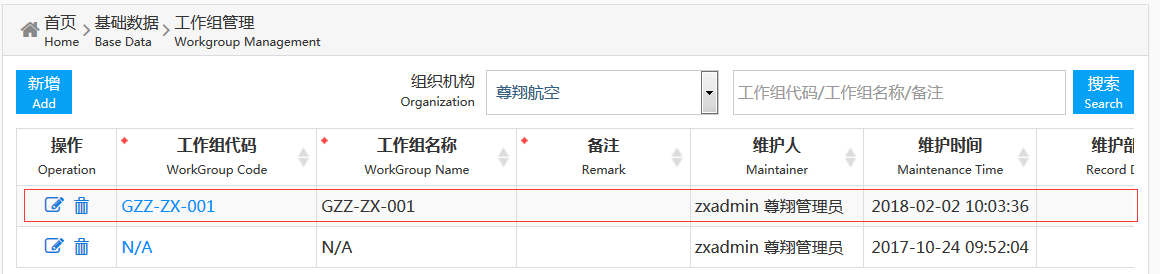 首页 基础数据 工作组管理
Home Base Data Workgroup Management
新增
Add
组织机构
Organization
尊翔航空
工作组代码/工作组名称/备注
搜索
Search
操作 工作组代码 工作组名称 备注 维护人 维护时间 维护部
Operation WorkGroup Code WorkGroup Name Remark Maintainer Maintenance Time Record D
GZZ-ZX-001 GZZ-ZX-001 zxadmin 尊翔管理员 2018-02-02 10:03:36
N/A N/A zxadmin 尊翔管理员 2017-10-24 09:52:04